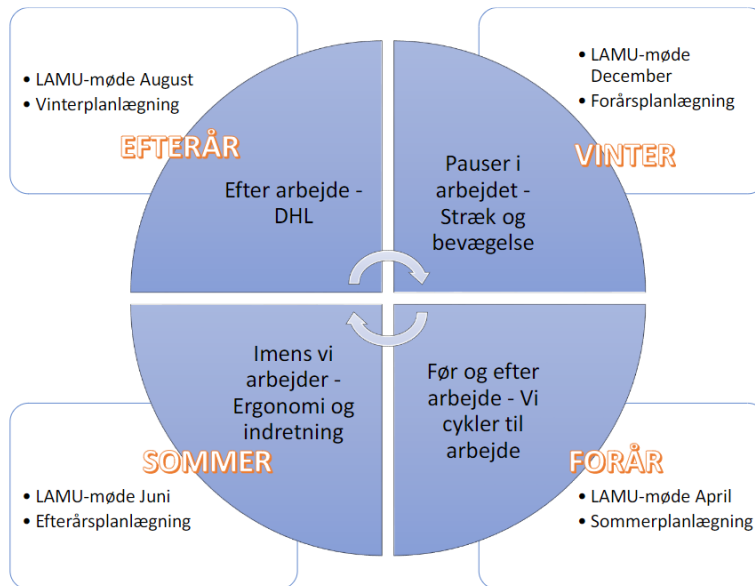 • LAMU-møde August
• Vinterplanlægning
EFTERÅR
Efter arbejde -
DHL
• LAMU-møde
December
• Forårsplanlægning
VINTER
Pauser i
arbejdet -
Stræk og
bevægelse
Imens vi
arbejder -
Ergonomi og
indretning
SOMMER
• LAMU-møde Juni
• Efterårsplanlægning
Før og efter
arbejde - Vi
cykler til
arbejde
FORÅR
• LAMU-møde April
• Sommerplanlægning